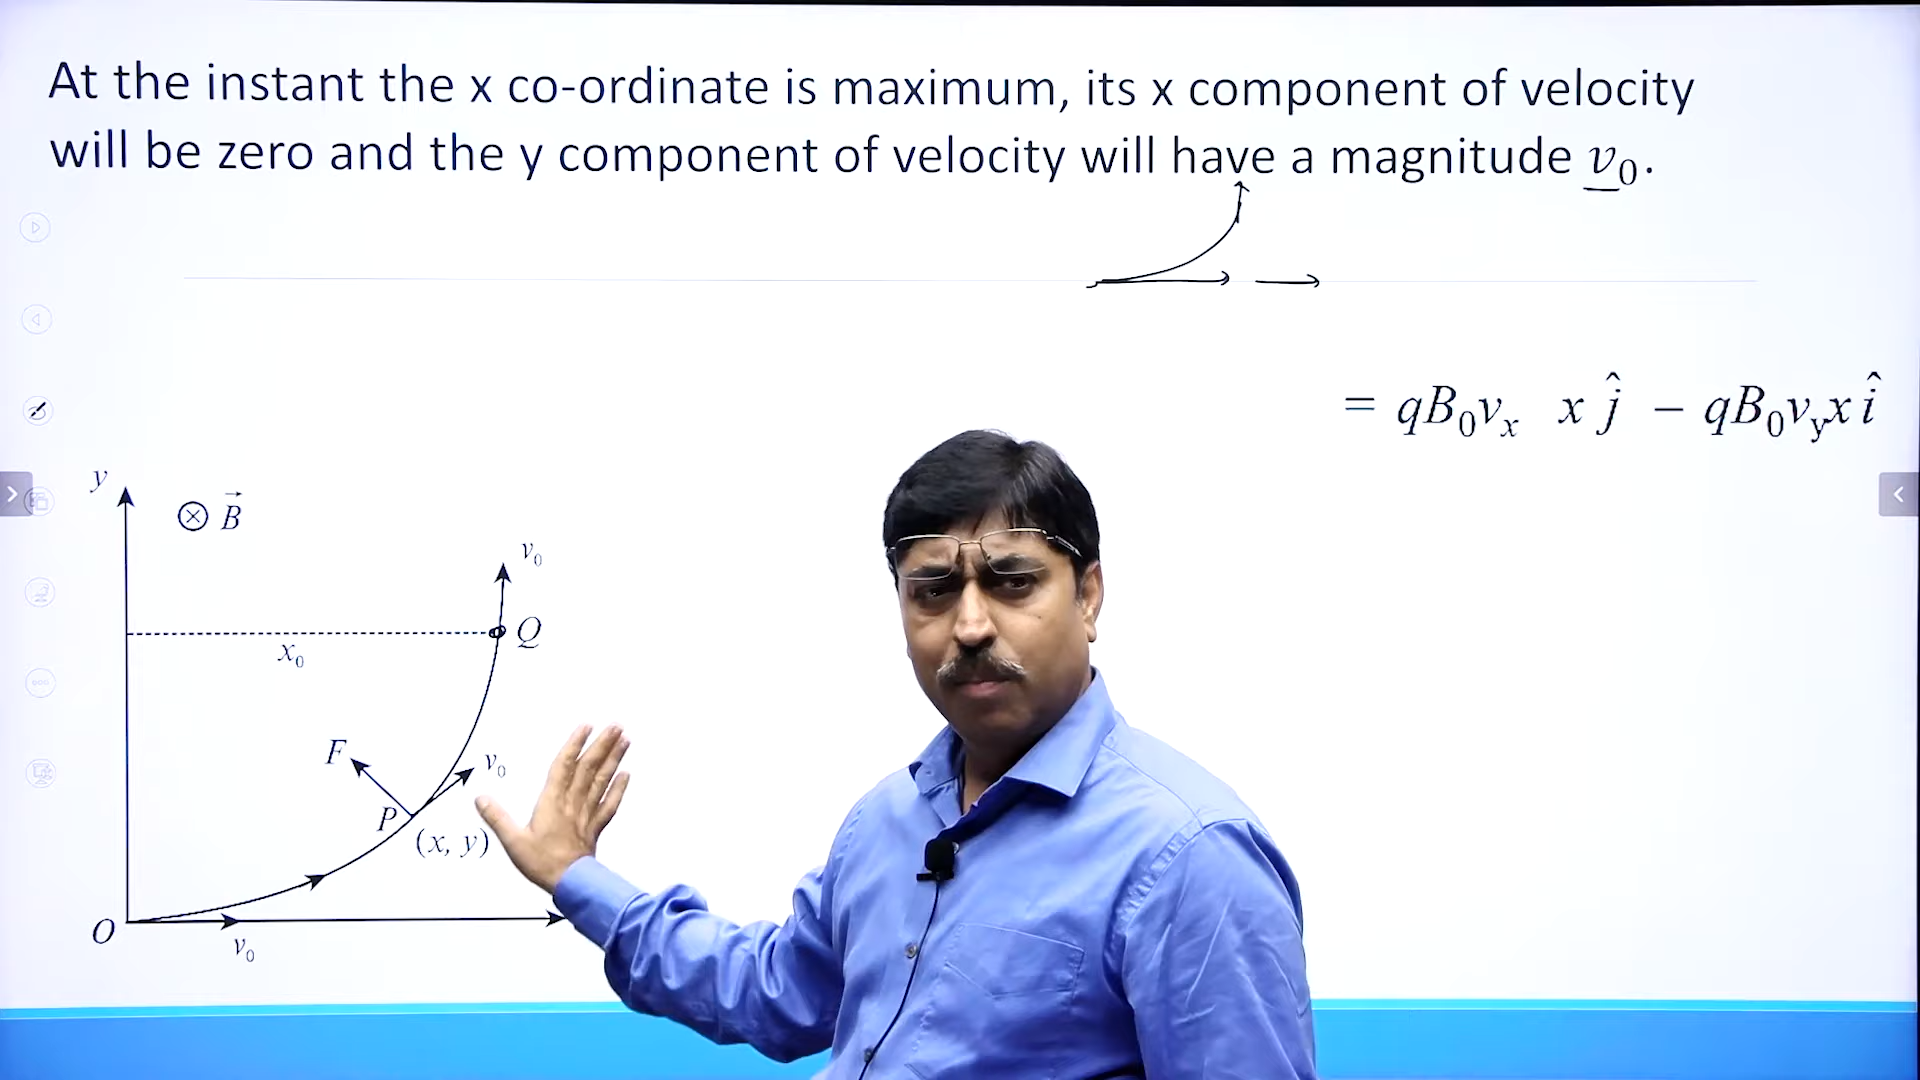 At the instant the x co-ordinate is maximum, its x component of velocity
will be zero and the y component of velocity will have a magnitude v₀.
= qB₀vₓ x ĵ − qB₀v_y x î
y
⊗ B⃗
v₀
Q
x₀
F
v₀
P
(x, y)
O
v₀